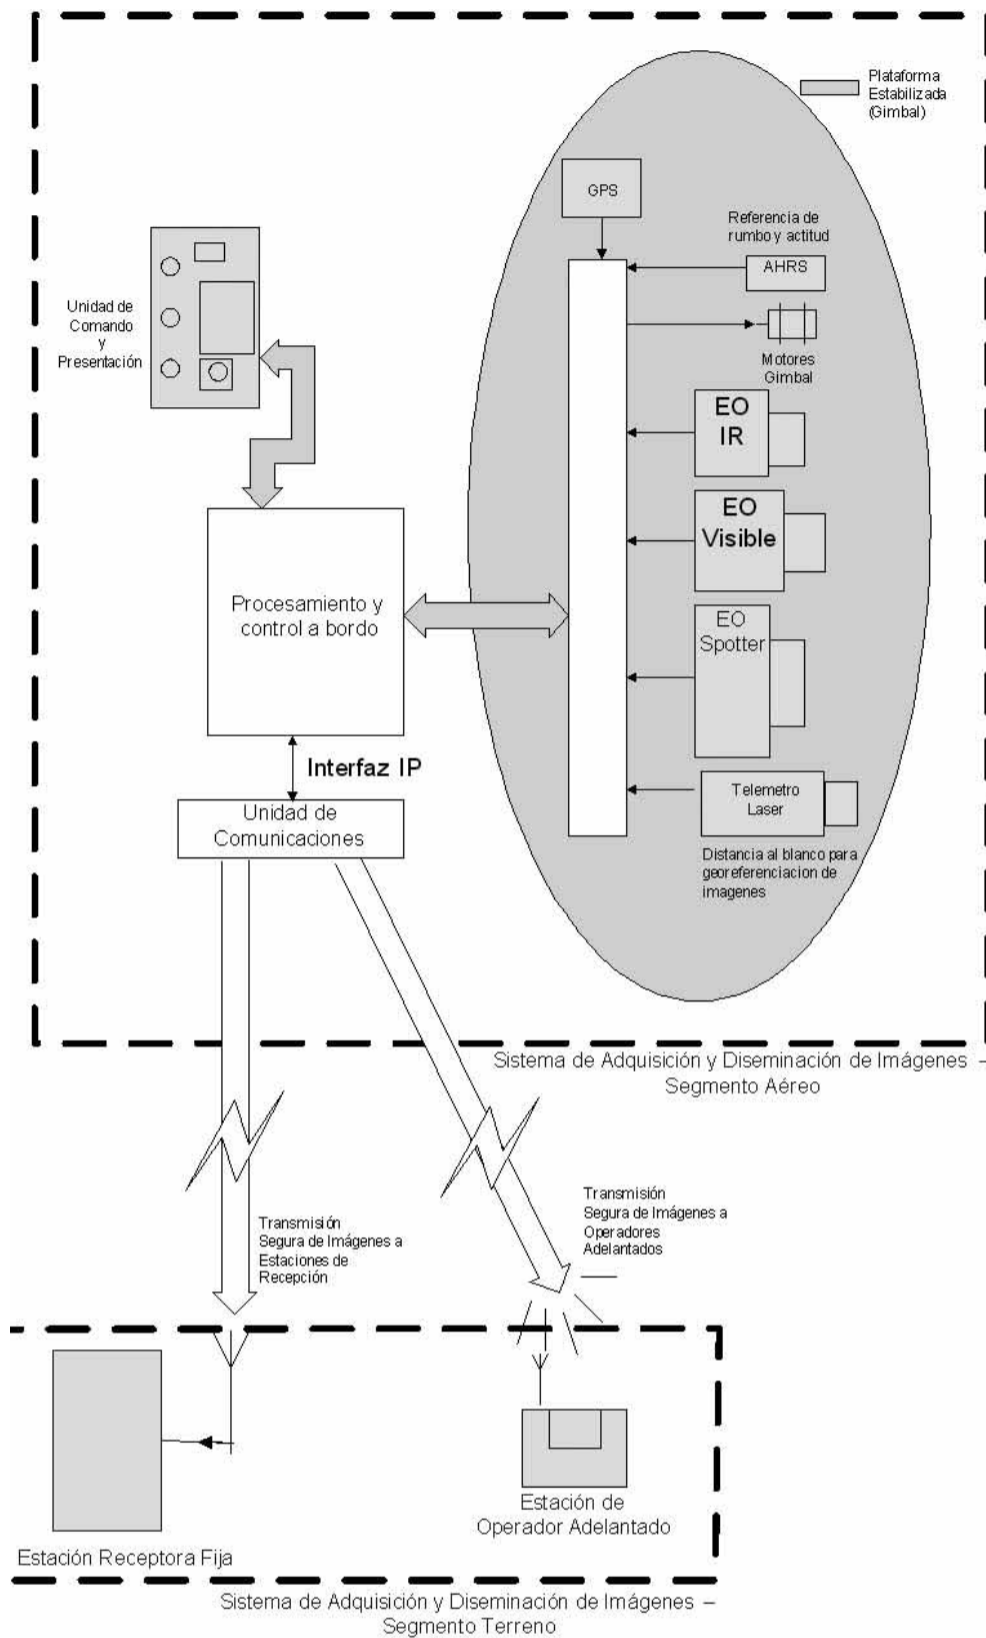 Plataforma
Estabilizada
(Gimbal)
GPS
Referencia de
rumbo y actitud
AHRS
Motores
Gimbal
Unidad de
Comando
y
Presentación
EO
IR
EO
Visible
EO
Spotter
Procesamiento y
control a bordo
Interfaz IP
Unidad de
Comunicaciones
Telemetro
Laser
Distancia al blanco para
georeferenciacion de
imagenes
Sistema de Adquisición y Diseminación de Imágenes –
Segmento Aéreo
Transmisión
Segura de Imágenes a
Estaciones de
Recepción
Transmisión
Segura de Imágenes a
Operadores
Adelantados
Estación de
Operador Adelantado
Estación Receptora Fija
Sistema de Adquisición y Diseminación de Imágenes –
Segmento Terreno